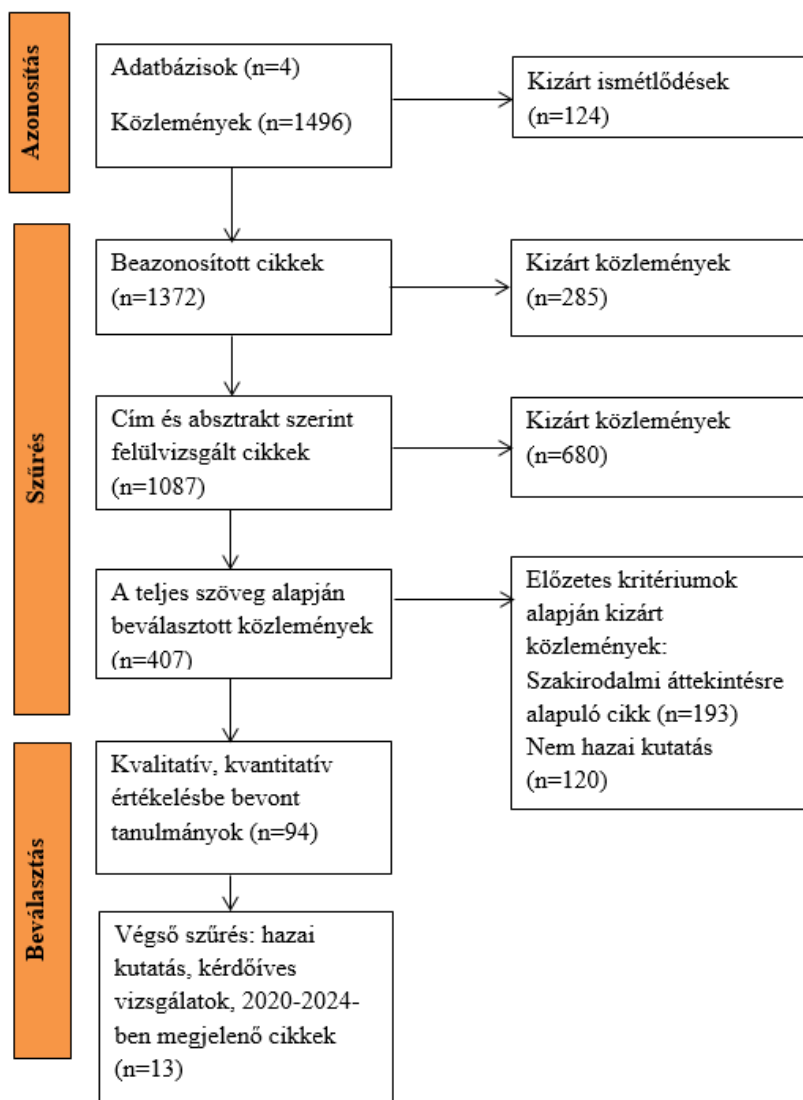 Azonosítás
Adatbázisok (n=4)
Közlemények (n=1496)
Kizárt ismétlődések
(n=124)
Szűrés
Beazonosított cikkek
(n=1372)
Kizárt közlemények
(n=285)
Cím és absztrakt szerint
felülvizsgált cikkek
(n=1087)
Kizárt közlemények
(n=680)
A teljes szöveg alapján
beválasztott közlemények
(n=407)
Előzetes kritériumok
alapján kizárt
közlemények:
Szakirodalmi áttekintésre
alapuló cikk (n=193)
Nem hazai kutatás
(n=120)
Beválasztás
Kvalitatív, kvantitatív
értékelésbe bevont
tanulmányok (n=94)
Végső szűrés: hazai
kutatás, kérdőíves
vizsgálatok, 2020-2024-
ben megjelenő cikkek
(n=13)